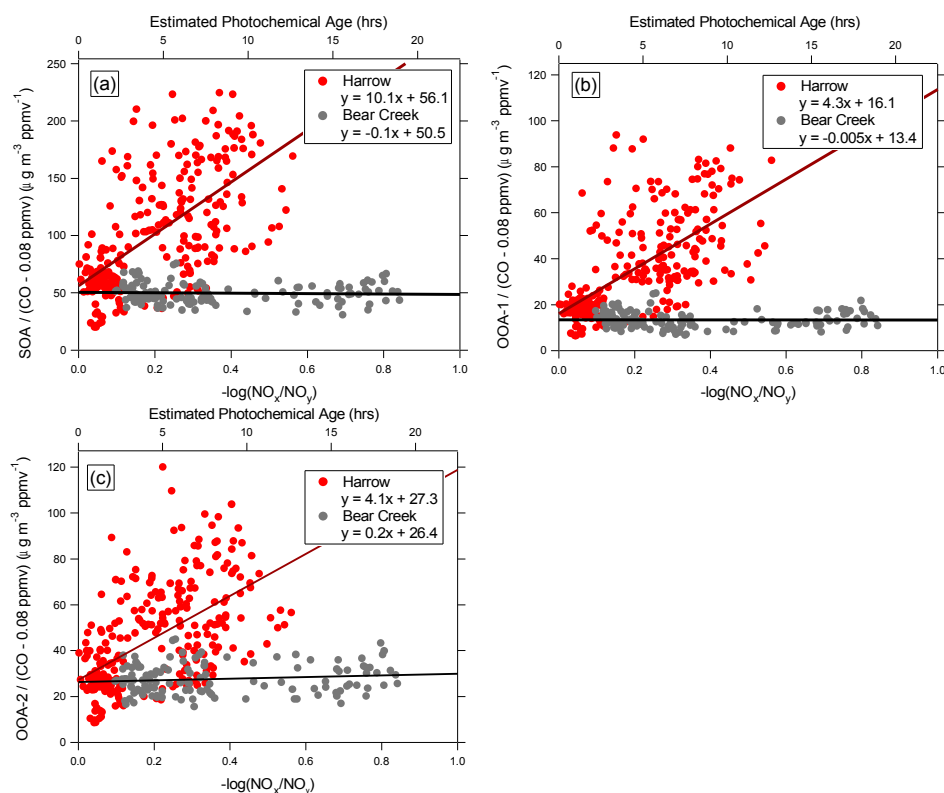 Estimated Photochemical Age (hrs)
0 5 10 15 20
(a)
Harrow
y = 10.1x + 56.1
Bear Creek
y = -0.1x + 50.5
SOA / (CO - 0.08 ppmv) (μ g m⁻³ ppmv⁻¹)
250
200
150
100
50
0
0.0 0.2 0.4 0.6 0.8 1.0
-log(NOₓ/NOᵧ)
Estimated Photochemical Age (hrs)
0 5 10 15 20
(b)
Harrow
y = 4.3x + 16.1
Bear Creek
y = -0.005x + 13.4
OOA-1 / (CO - 0.08 ppmv) (μ g m⁻³ ppmv⁻¹)
120
100
80
60
40
20
0
0.0 0.2 0.4 0.6 0.8 1.0
-log(NOₓ/NOᵧ)
Estimated Photochemical Age (hrs)
0 5 10 15 20
(c)
Harrow
y = 4.1x + 27.3
Bear Creek
y = 0.2x + 26.4
OOA-2 / (CO - 0.08 ppmv) (μ g m⁻³ ppmv⁻¹)
120
100
80
60
40
20
0
0.0 0.2 0.4 0.6 0.8 1.0
-log(NOₓ/NOᵧ)